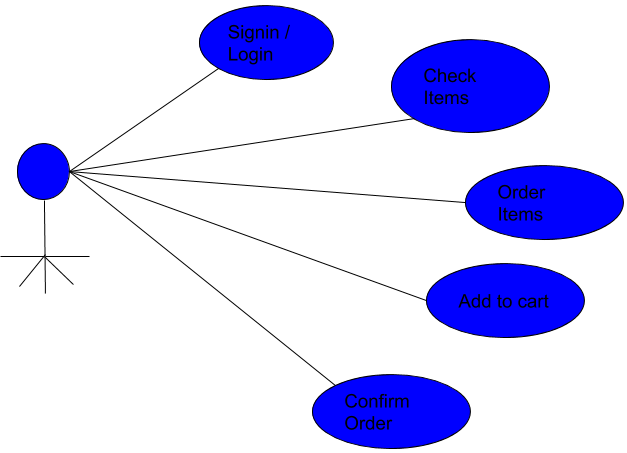 Signin /
Login
Check
Items
Order
Items
Add to cart
Confirm
Order